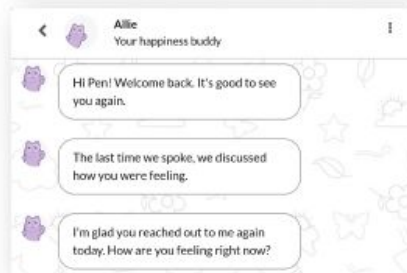 Allie
Your happiness buddy
Hi Pen! Welcome back. It's good to see
you again.
The last time we spoke, we discussed
how you were feeling.
I'm glad you reached out to me again
today. How are you feeling right now?